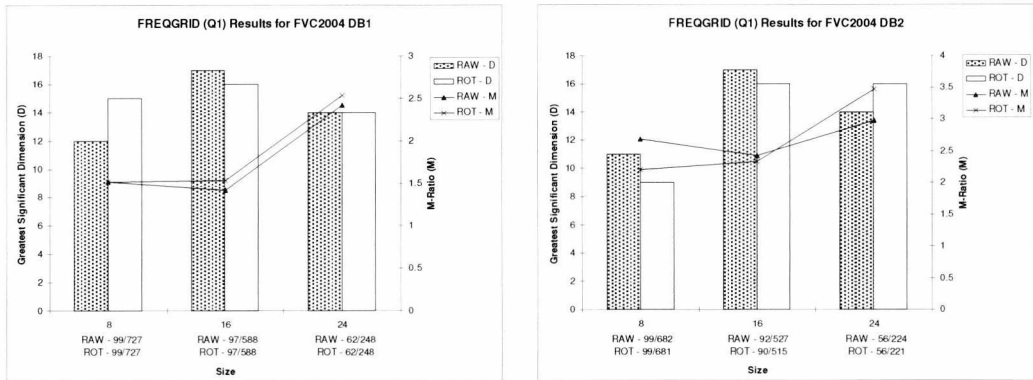 FREQGRID (Q1) Results for FVC2004 DB1
Greatest Significant Dimension (D)
18
16
14
12
10
8
6
4
2
0
3
2.5
2
1.5
1
0.5
0
M-Ratio (M)
RAW - D
ROT - D
RAW - M
ROT - M
8 16 24
RAW - 99/727 RAW - 97/588 RAW - 62/248
ROT - 99/727 ROT - 97/588 ROT - 62/248
Size
FREQGRID (Q1) Results for FVC2004 DB2
Greatest Significant Dimension (D)
18
16
14
12
10
8
6
4
2
0
4
3.5
3
2.5
2
1.5
1
0.5
0
M-Ratio (M)
RAW - D
ROT - D
RAW - M
ROT - M
8 16 24
RAW - 99/682 RAW - 92/527 RAW - 56/224
ROT - 99/681 ROT - 90/515 ROT - 56/221
Size